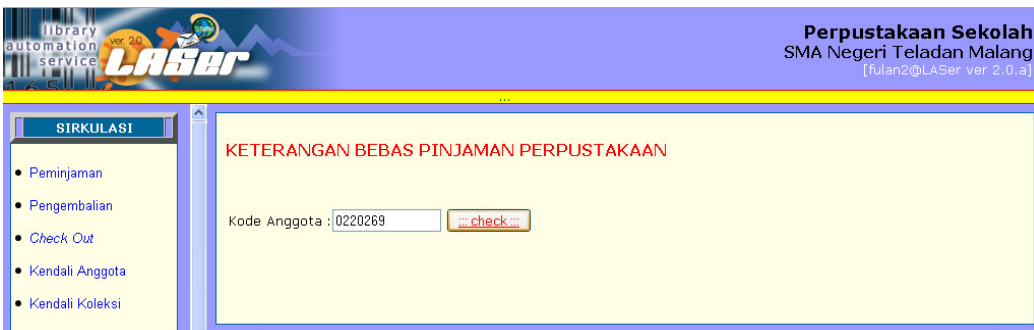 library
automation
service
ver. 2.0
LASer
Perpustakaan Sekolah
SMA Negeri Teladan Malang
[fulan2@LASer ver 2.0.a]
...
SIRKULASI
Peminjaman
Pengembalian
Check Out
Kendali Anggota
Kendali Koleksi
KETERANGAN BEBAS PINJAMAN PERPUSTAKAAN
Kode Anggota : 0220269 ::: check :::